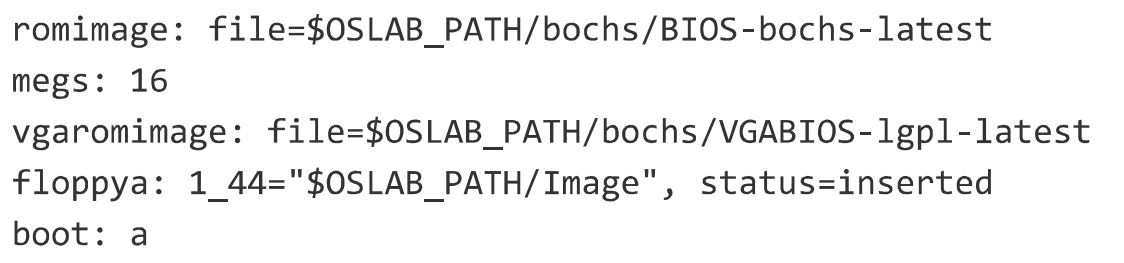 romimage: file=$OSLAB_PATH/bochs/BIOS-bochs-latest
megs: 16
vgaromimage: file=$OSLAB_PATH/bochs/VGABIOS-lgpl-latest
floppya: 1_44="$OSLAB_PATH/Image", status=inserted
boot: a